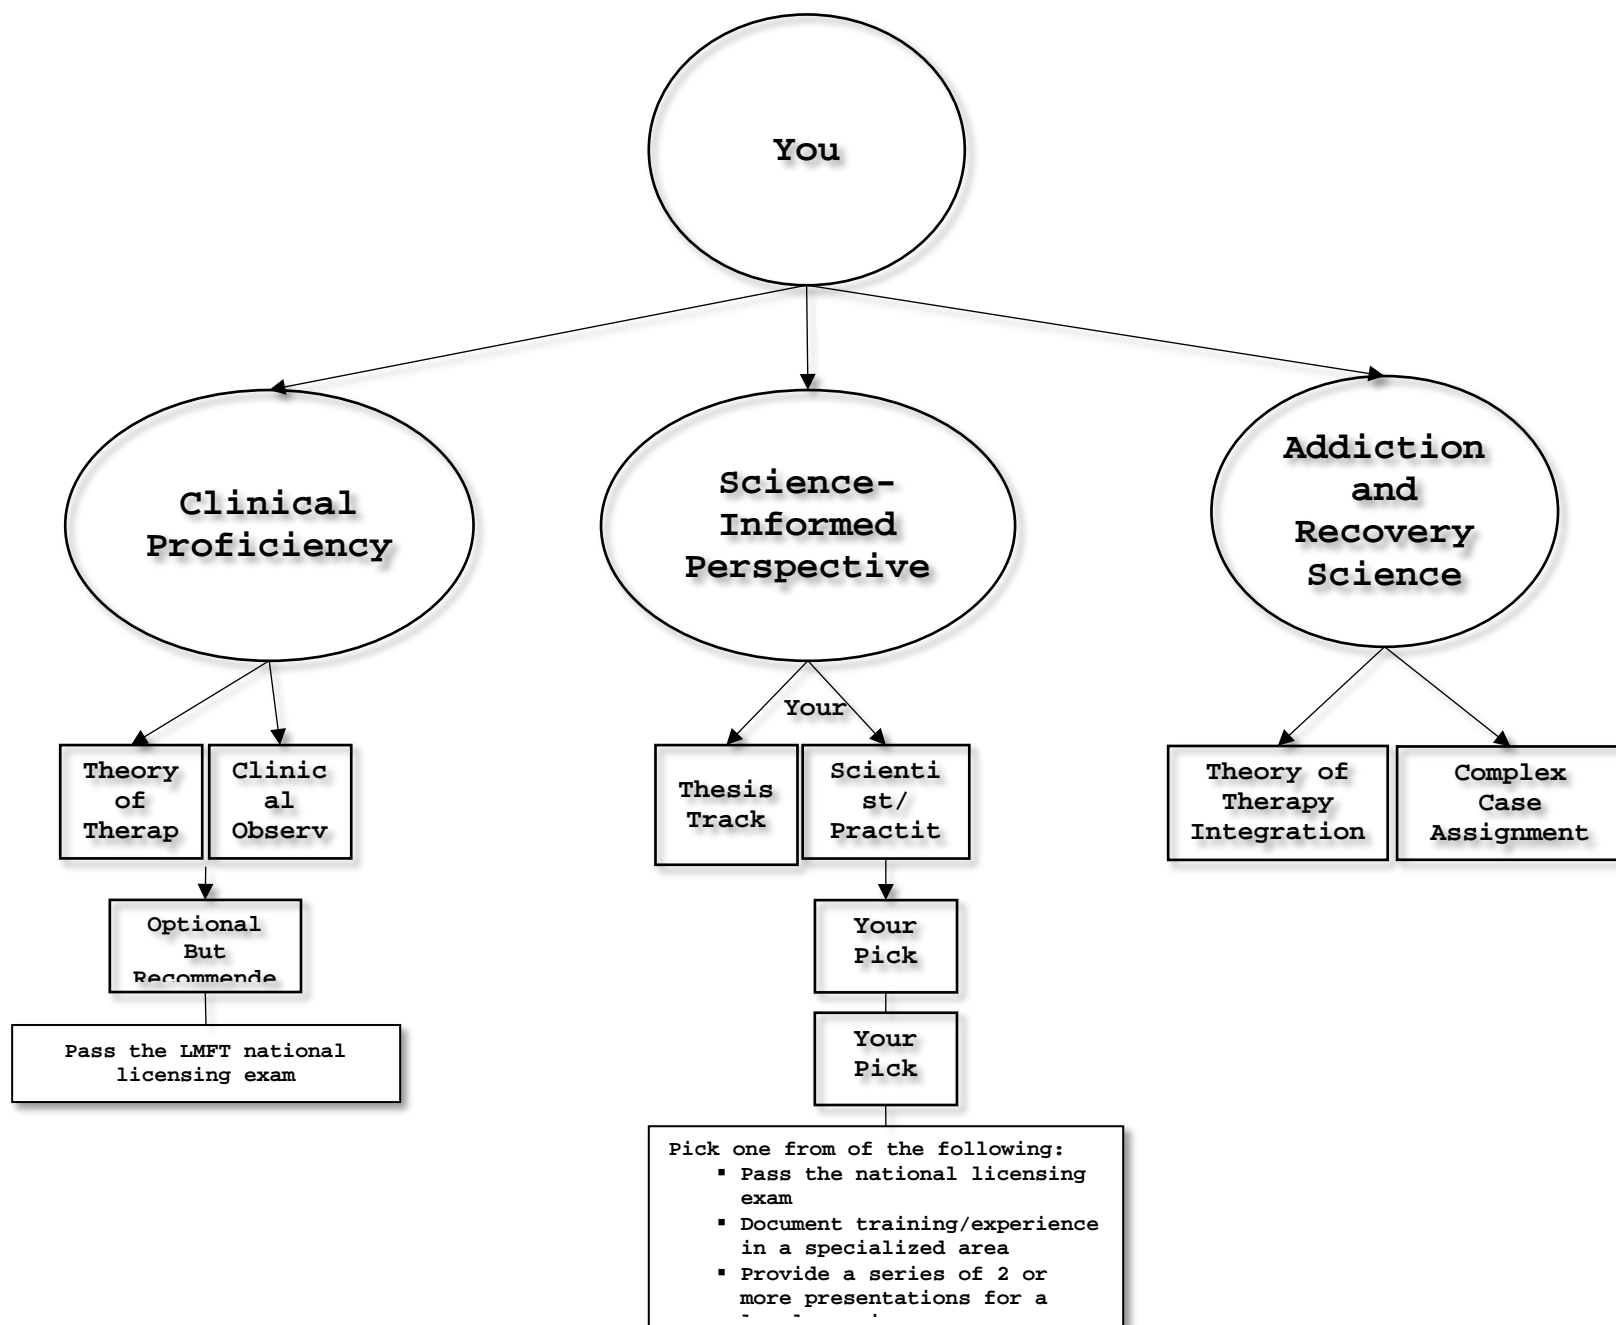 You
Clinical
Proficiency
Science-
Informed
Perspective
Addiction
and
Recovery
Science
Your
Theory
of
Therap
Clinic
al
Observ
Thesis
Track
Scienti
st/
Practit
Theory of
Therapy
Integration
Complex
Case
Assignment
Optional
But
Recommende
Your
Pick
Pass the LMFT national
licensing exam
Your
Pick
Pick one from of the following:
▪ Pass the national licensing
exam
▪ Document training/experience
in a specialized area
▪ Provide a series of 2 or
more presentations for a